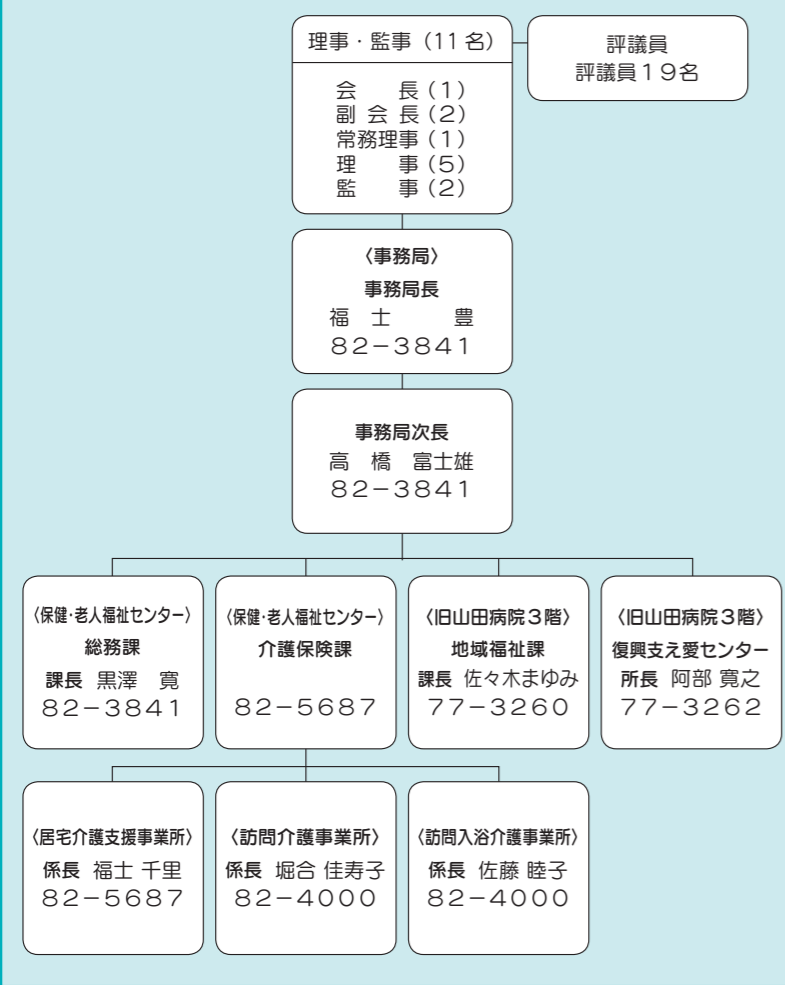 理事・監事（11名）
会　　長（1）
副会長（2）
常務理事（1）
理　　事（5）
監　　事（2）
評議員
評議員１９名
〈事務局〉
事務局長
福　士　　豊
８２－３８４１
事務局次長
高　橋　富士雄
８２－３８４１
〈保健・老人福祉センター〉
総務課
課長 黒澤　寛
８２－３８４１
〈保健・老人福祉センター〉
介護保険課
８２－５６８７
〈旧山田病院３階〉
地域福祉課
課長 佐々木まゆみ
７７－３２６０
〈旧山田病院３階〉
復興支え愛センター
所長 阿部 寛之
７７－３２６２
〈居宅介護支援事業所〉
係長 福士 千里
８２－５６８７
〈訪問介護事業所〉
係長 堀合 佳寿子
８２－４０００
〈訪問入浴介護事業所〉
係長 佐藤 睦子
８２－４０００